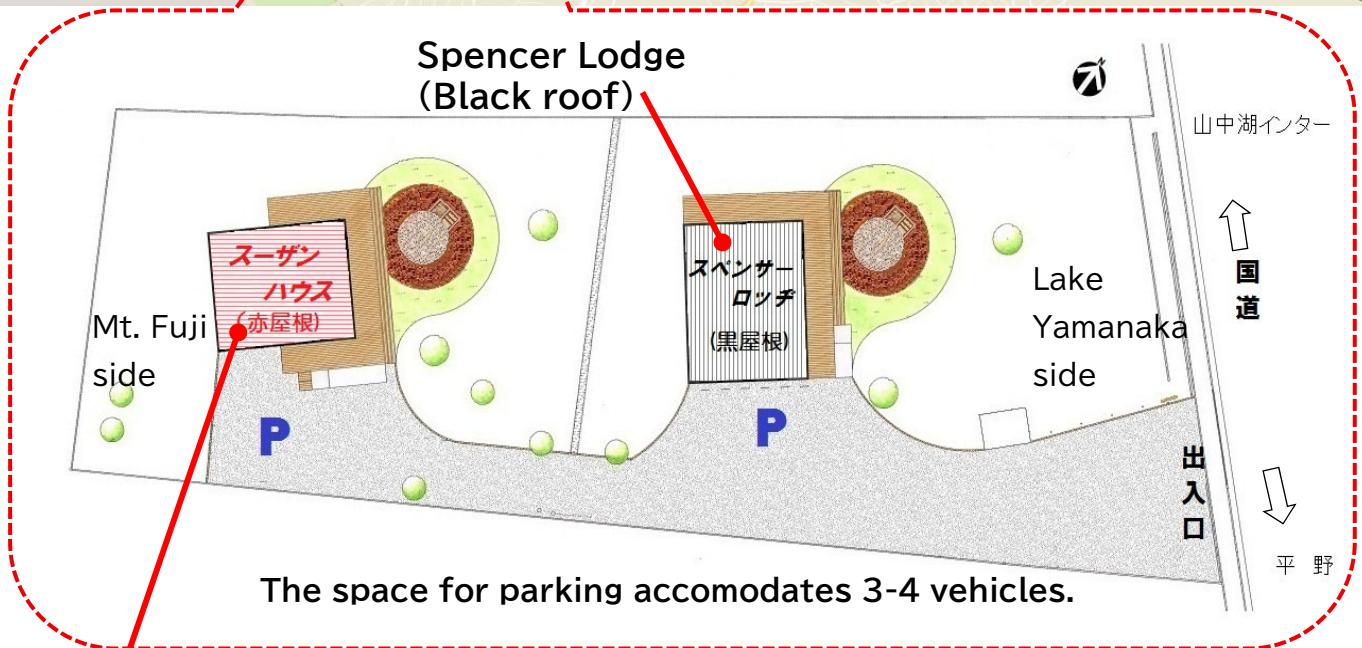 Spencer Lodge
(Black roof)
山中湖インター
スーザン
ハウス
(赤屋根)
スペンサー
ロッヂ
(黒屋根)
Mt. Fuji
side
Lake
Yamanaka
side
国道
P
P
出入口
平 野
The space for parking accomodates 3-4 vehicles.